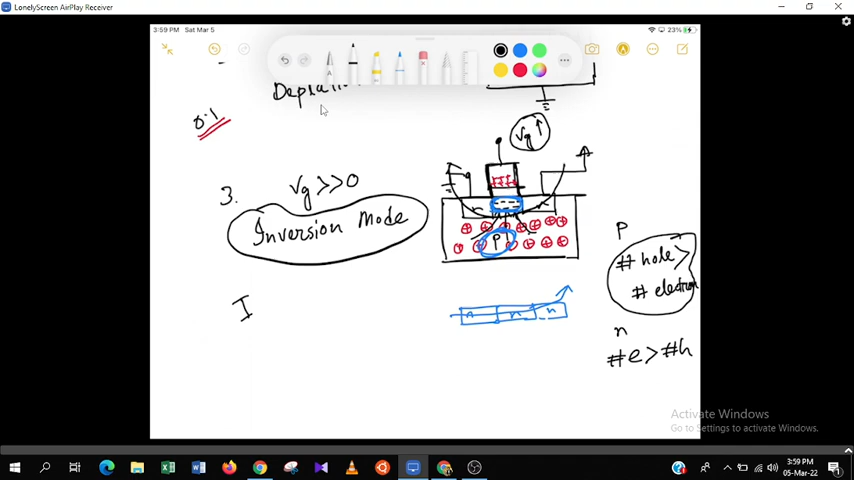 LonelyScreen AirPlay Receiver
3:59 PM Sat Mar 5
23%
A
0.1
Vg↑
3. Vg>>0
Inversion Mode
P
P
# hole >
# electron
I
n n n
n
#e>#h
Activate Windows
Go to Settings to activate Windows.
3:59 PM
05-Mar-22